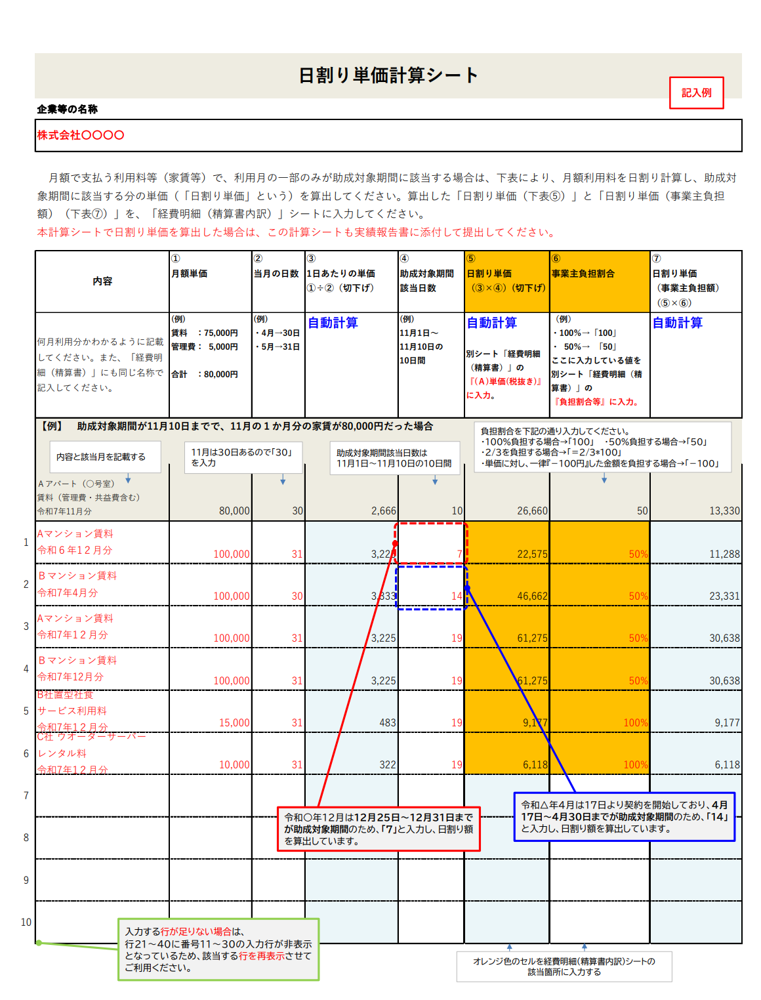 日割り単価計算シート
記入例
企業等の名称
株式会社〇〇〇〇
月額で支払う利用料等（家賃等）で、利用月の一部のみが助成対象期間に該当する場合は、下表により、月額利用料を日割り計算し、助成対
象期間に該当する分の単価（「日割り単価」という）を算出してください。算出した「日割り単価（下表⑤）」と「日割り単価（事業主負担
額）（下表⑦）」を、「経費明細（精算書内訳）」シートに入力してください。
本計算シートで日割り単価を算出した場合は、この計算シートも実績報告書に添付して提出してください。
内容
①
月額単価
②
当月の日数
③
1日あたりの単価
①÷②（切下げ）
④
助成対象期間
該当日数
⑤
日割り単価
（③×④）（切下げ）
⑥
事業主負担割合
⑦
日割り単価
（事業主負担額）
（⑤×⑥）
何月利用分かわかるように記載
してください。また、「経費明
細（精算書）」にも同じ名称で
記入してください。
（例）
賃料　：75,000円
管理費：　5,000円
合計　：80,000円
（例）
・4月→30日
・5月→31日
自動計算
（例）
11月1日～
11月10日の
10日間
自動計算
別シート「経費明細
（精算書）」の
『（A）単価(税抜き)』
に入力。
（例）
・100%→「100」
・　50%→　「50」
ここに入力している値を
別シート「経費明細（精
算書）」の
『負担割合等』に入力。
自動計算
【例】　助成対象期間が11月10日までで、11月の１か月分の家賃が80,000円だった場合
内容と該当月を記載する
11月は30日あるので「30」
を入力
助成対象期間該当日数は
11月1日～11月10日の10日間
負担割合を下記の通り入力してください。
・100%負担する場合→「100」　・50%負担する場合→「50」
・2/3を負担する場合→「＝2/3*100」
・単価に対し、一律『－100円』した金額を負担する場合→「－100」
Ａアパート（〇号室）
賃料（管理費・共益費含む）
令和7年11月分
80,000
30
2,666
10
26,660
50
13,330
1
Aマンション賃料
令和６年1２月分
100,000
31
3,225
7
22,575
50%
11,288
2
Ｂマンション賃料
令和7年4月分
100,000
30
3,333
14
46,662
50%
23,331
3
Aマンション賃料
令和7年1２月分
100,000
31
3,225
19
61,275
50%
30,638
4
Ｂマンション賃料
令和7年12月分
100,000
31
3,225
19
61,275
50%
30,638
5
B社置型社食
サービス利用料
令和7年1２月分
15,000
31
483
19
9,177
100%
9,177
6
C社 ウオーターサーバー
レンタル料
令和7年1２月分
10,000
31
322
19
6,118
100%
6,118
7
令和〇年12月は12月25日～12月31日まで
が助成対象期間のため、「7」と入力し、日割り額
を算出しています。
令和△年４月は17日より契約を開始しており、4月
17日～4月30日までが助成対象期間のため、「14」
と入力し、日割り額を算出しています。
8
9
10
入力する行が足りない場合は、
行21～40に番号11～30の入力行が非表示
となっているため、該当する行を再表示させて
ご利用ください。
オレンジ色のセルを経費明細(精算書内訳)シートの
該当箇所に入力する